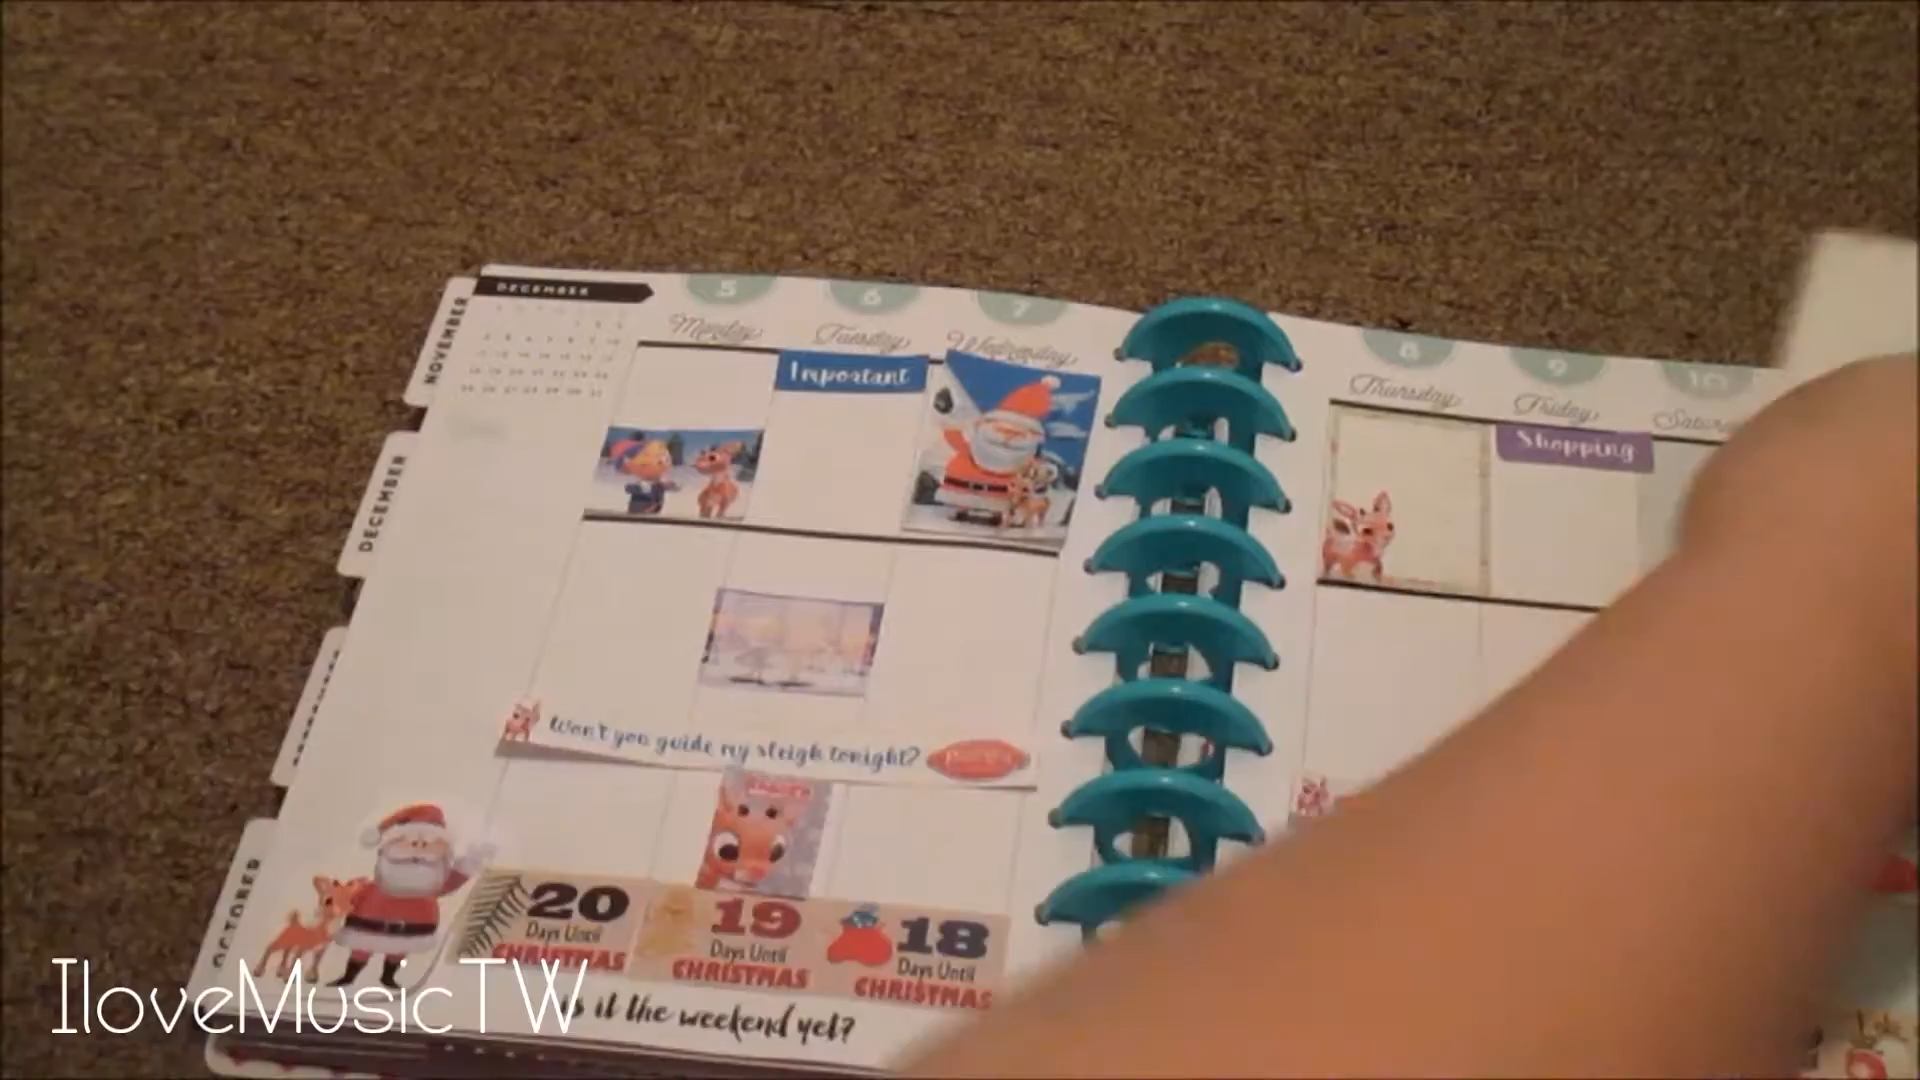 DECEMBER
5 6 7
Monday Tuesday Wednesday
8 9 10
Thursday Friday
NOVEMBER
Important
Shopping
DECEMBER
Won't you guide my sleigh tonight?
OCTOBER
20 Days Until CHRISTMAS
19 Days Until CHRISTMAS
18 Days Until CHRISTMAS
is it the weekend yet?
IloveMusicTW